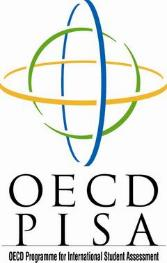 OECD
PISA
OECD Programme for International Student Assessment